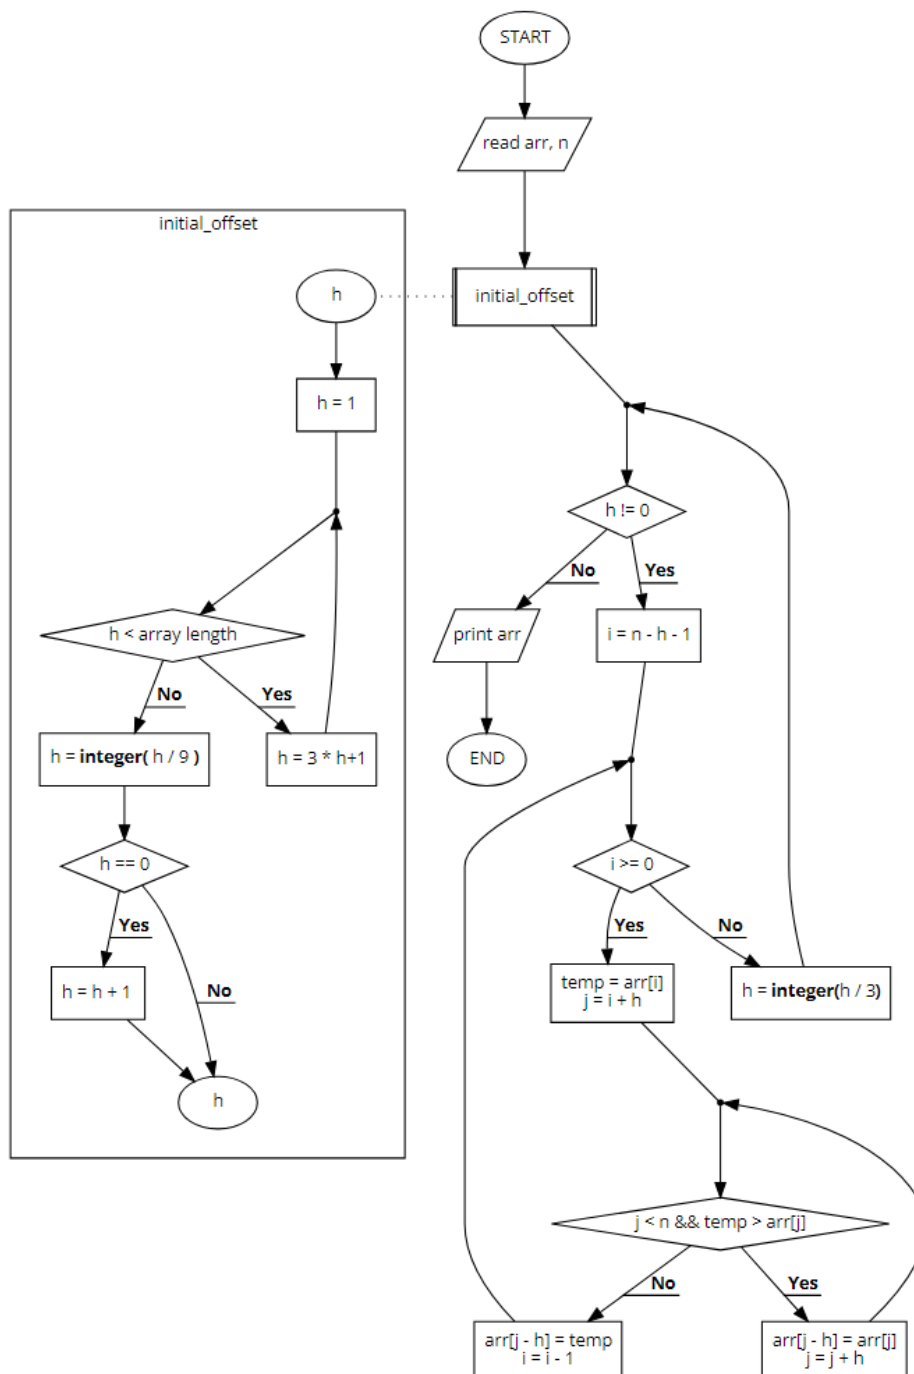 START
read arr, n
initial_offset
initial_offset
h
h = 1
h != 0
No
Yes
h < array length
print arr
i = n - h - 1
No
Yes
h = integer( h / 9 )
h = 3 * h+1
END
h == 0
i >= 0
Yes
Yes
No
h = h + 1
No
temp = arr[i]
j = i + h
h = integer(h / 3)
h
j < n && temp > arr[j]
No
Yes
arr[j - h] = temp
i = i - 1
arr[j - h] = arr[j]
j = j + h